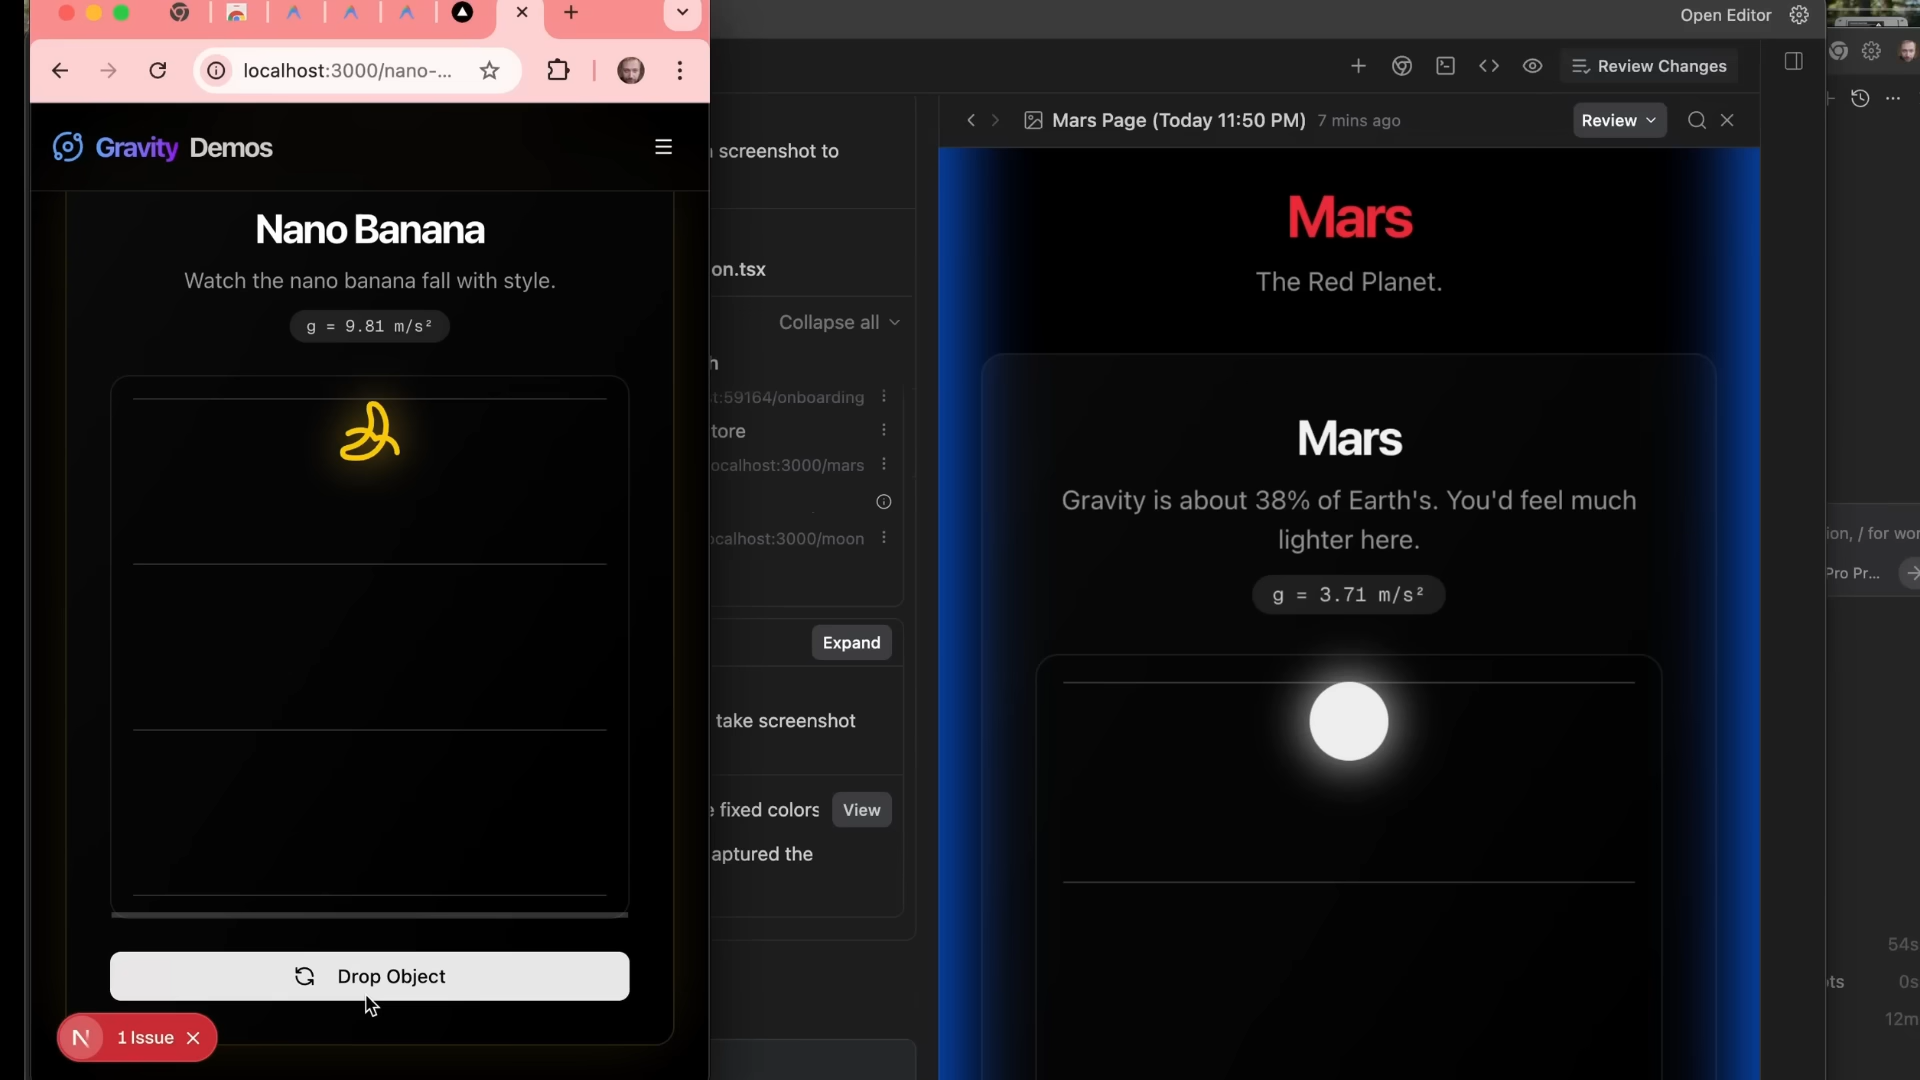 localhost:3000/nano-...
Gravity Demos
Nano Banana
Watch the nano banana fall with style.
g = 9.81 m/s²
Drop Object
N
1 Issue
screenshot to
on.tsx
Collapse all
h
t:59164/onboarding
tore
ocalhost:3000/mars
ocalhost:3000/moon
Expand
take screenshot
fixed colors
View
aptured the
Open Editor
Review Changes
Mars Page (Today 11:50 PM) 7 mins ago
Review
Mars
The Red Planet.
Mars
Gravity is about 38% of Earth's. You'd feel much
lighter here.
g = 3.71 m/s²
ion, / for wor
Pro Pr...
54s
ts 0s
12m